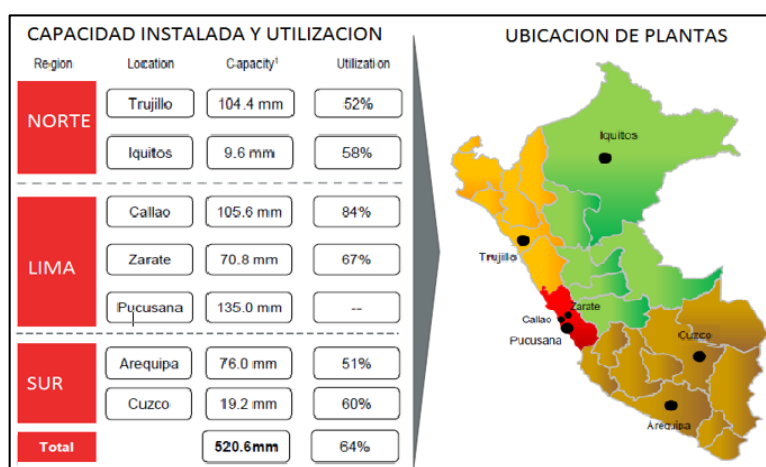 CAPACIDAD INSTALADA Y UTILIZACION
Region Location Capacity¹ Utilization
NORTE
Trujillo 104.4 mm 52%
Iquitos 9.6 mm 58%
LIMA
Callao 105.6 mm 84%
Zarate 70.8 mm 67%
Pucusana 135.0 mm --
SUR
Arequipa 76.0 mm 51%
Cuzco 19.2 mm 60%
Total 520.6mm 64%
UBICACION DE PLANTAS
Iquitos
Trujillo
Zarate
Callao
Pucusana
Cuzco
Arequipa